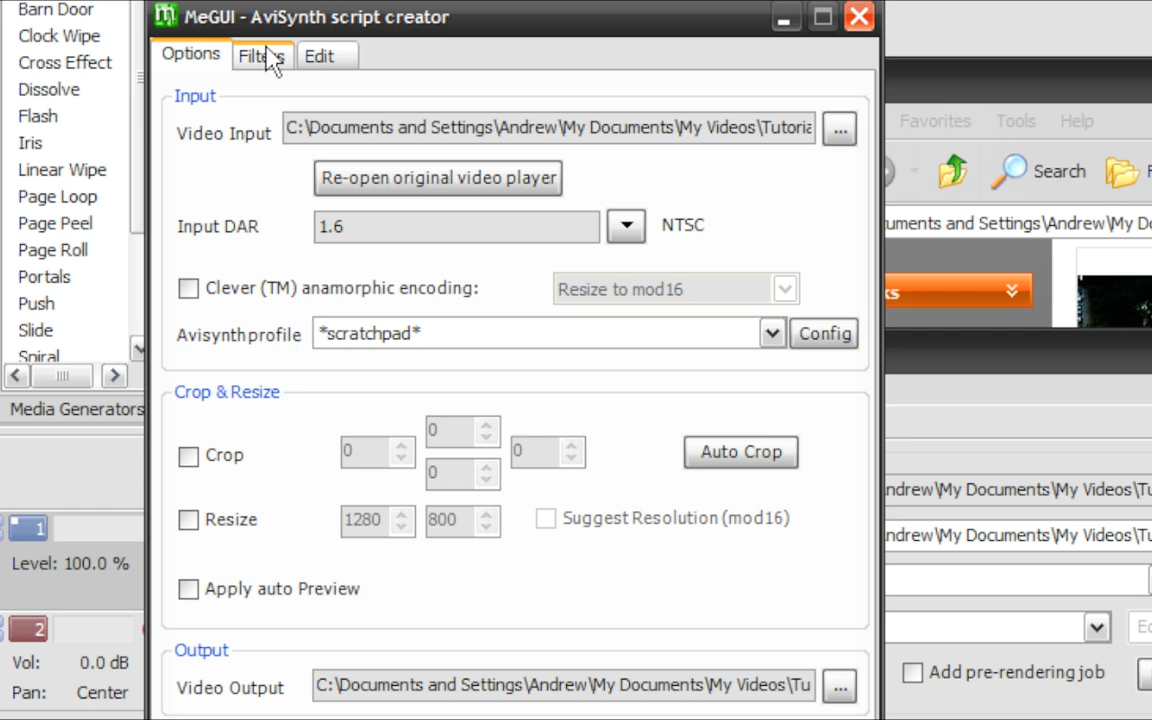 Barn Door
Clock Wipe
Cross Effect
Dissolve
Flash
Iris
Linear Wipe
Page Loop
Page Peel
Page Roll
Portals
Push
Slide
Spiral
Media Generators
1
Level: 100.0 %
2
Vol: 0.0 dB
Pan: Center
MeGUI - AviSynth script creator
Options Filters Edit
Input
Video Input C:\Documents and Settings\Andrew\My Documents\My Videos\Tutoria ...
Re-open original video player
Input DAR 1.6 NTSC
Clever (TM) anamorphic encoding: Resize to mod16
Avisynthprofile *scratchpad* Config
Crop & Resize
0
Crop 0 0 Auto Crop
0
Resize 1280 800 Suggest Resolution (mod16)
Apply auto Preview
Output
Video Output C:\Documents and Settings\Andrew\My Documents\My Videos\Tu ...
Favorites Tools Help
Search F
uments and Settings\Andrew\My Do
ks
ndrew\My Documents\My Videos\Tu
ndrew\My Documents\My Videos\Tu
Ec
Add pre-rendering job